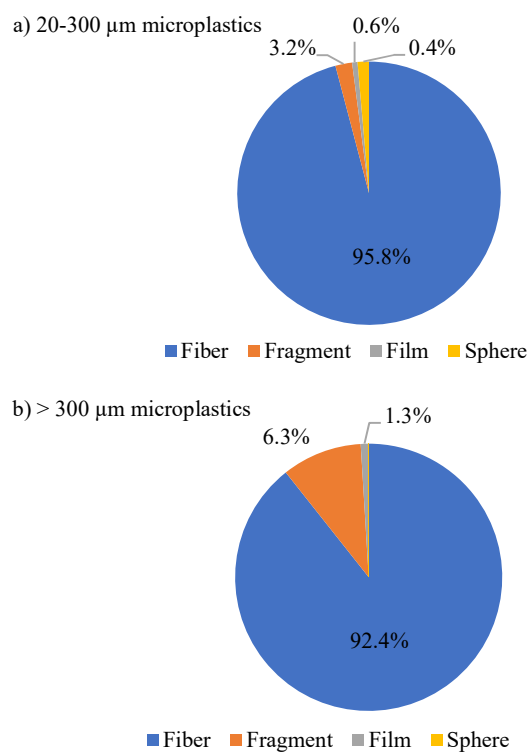 a) 20-300 µm microplastics
0.6%
3.2%
0.4%
95.8%
Fiber Fragment Film Sphere
b) > 300 µm microplastics
1.3%
6.3%
92.4%
Fiber Fragment Film Sphere